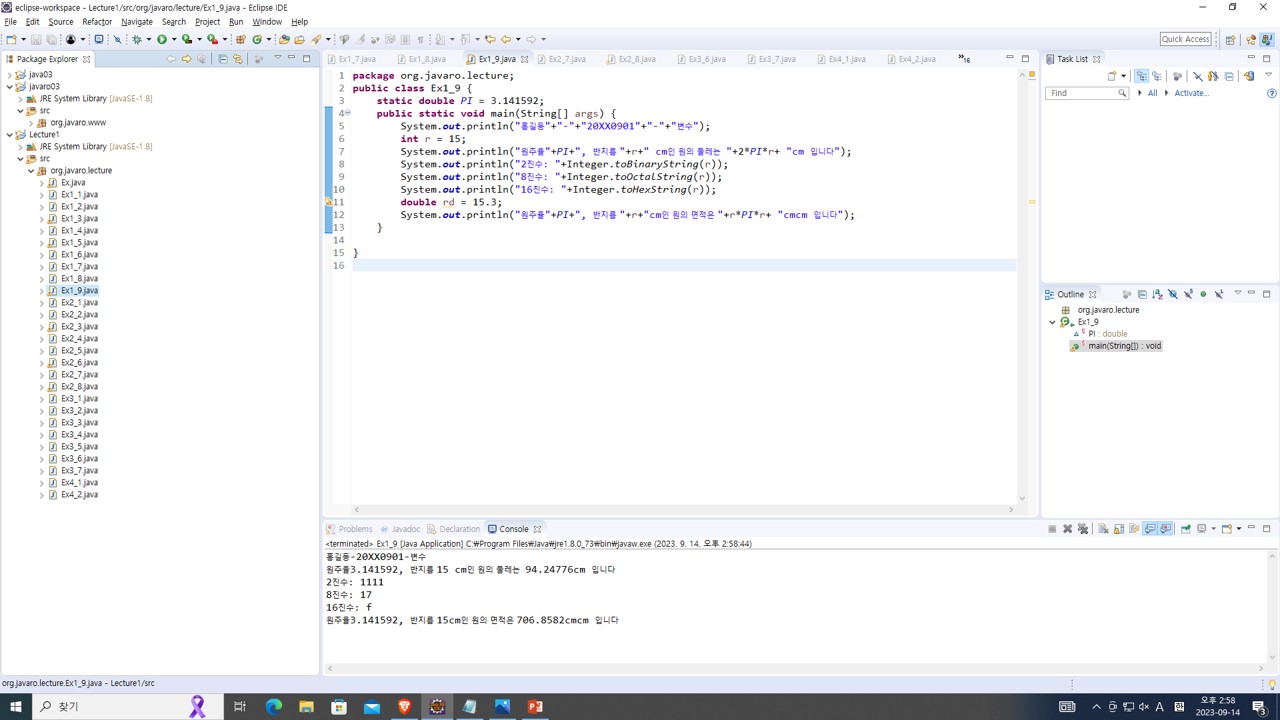 eclipse-workspace - Lecture1/src/org/javaro/lecture/Ex1_9.java - Eclipse IDE
File Edit Source Refactor Navigate Search Project Run Window Help
Quick Access
Package Explorer
java03
javaro03
JRE System Library [JavaSE-1.8]
src
org.javaro.www
Lecture1
JRE System Library [JavaSE-1.8]
src
org.javaro.lecture
Ex.java
Ex1_1.java
Ex1_2.java
Ex1_3.java
Ex1_4.java
Ex1_5.java
Ex1_6.java
Ex1_7.java
Ex1_8.java
Ex1_9.java
Ex2_1.java
Ex2_2.java
Ex2_3.java
Ex2_4.java
Ex2_5.java
Ex2_6.java
Ex2_7.java
Ex2_8.java
Ex3_1.java
Ex3_2.java
Ex3_3.java
Ex3_4.java
Ex3_5.java
Ex3_6.java
Ex3_7.java
Ex4_1.java
Ex4_2.java
Ex1_7.java Ex1_8.java Ex1_9.java Ex2_7.java Ex2_8.java Ex3_6.java Ex3_7.java Ex4_1.java Ex4_2.java »16
1 package org.javaro.lecture;
2 public class Ex1_9 {
3 static double PI = 3.141592;
4 public static void main(String[] args) {
5 System.out.println("홍길동"+"-"+"20XX0901"+"-"+"변수");
6 int r = 15;
7 System.out.println("원주율"+PI+", 반지름 "+r+" cm인 원의 둘레는 "+2*PI*r+ "cm 입니다");
8 System.out.println("2진수: "+Integer.toBinaryString(r));
9 System.out.println("8진수: "+Integer.toOctalString(r));
10 System.out.println("16진수: "+Integer.toHexString(r));
11 double rd = 15.3;
12 System.out.println("원주율"+PI+", 반지름 "+r+"cm인 원의 면적은 "+r*PI*r+ "cmcm 입니다");
13 }
14
15 }
16
Task List
Find All Activate...
Outline
org.javaro.lecture
Ex1_9
PI : double
main(String[]) : void
Problems Javadoc Declaration Console
<terminated> Ex1_9 [Java Application] C:₩Program Files₩Java₩jre1.8.0_73₩bin₩javaw.exe (2023. 9. 14. 오후 2:58:44)
홍길동-20XX0901-변수
원주율3.141592, 반지름 15 cm인 원의 둘레는 94.24776cm 입니다
2진수: 1111
8진수: 17
16진수: f
원주율3.141592, 반지름 15cm인 원의 면적은 706.8582cmcm 입니다
org.javaro.lecture.Ex1_9.java - Lecture1/src
찾기
A 한 오후 2:58
2023-09-14 3